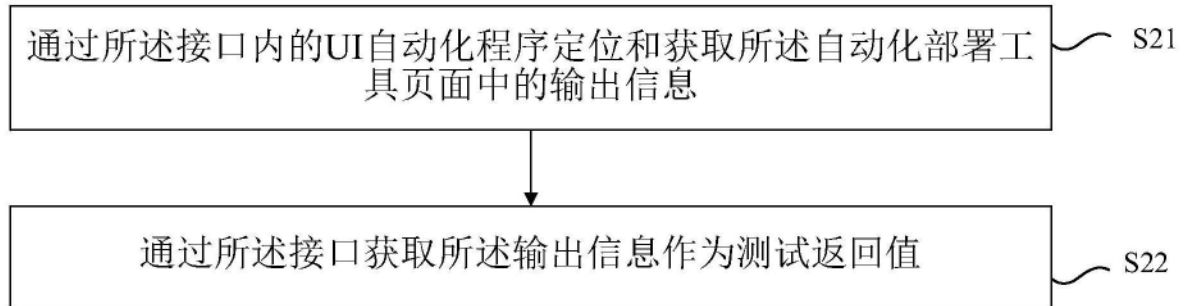 通过所述接口内的UI自动化程序定位和获取所述自动化部署工
具页面中的输出信息
S21
通过所述接口获取所述输出信息作为测试返回值
S22